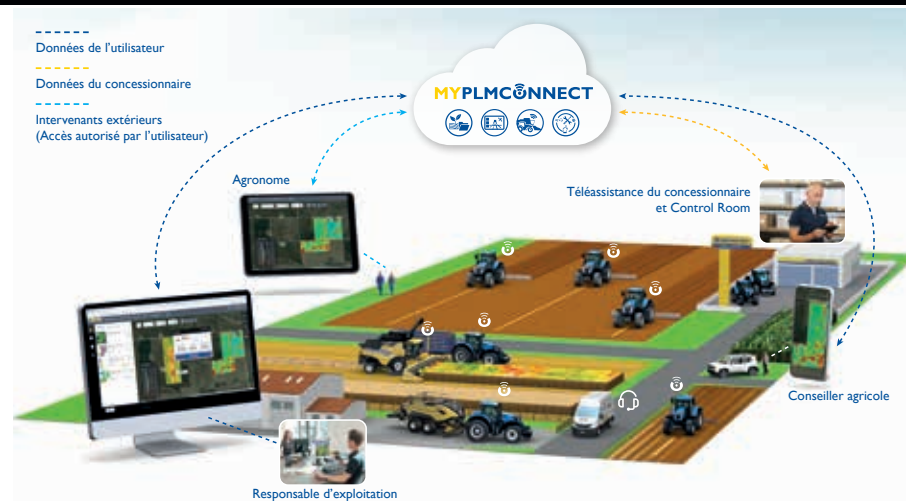 Données de l'utilisateur
Données du concessionnaire
Intervenants extérieurs
(Accès autorisé par l'utilisateur)
MYPLMCONNECT
Agronome
Téléassistance du concessionnaire
et Control Room
Conseiller agricole
Responsable d'exploitation